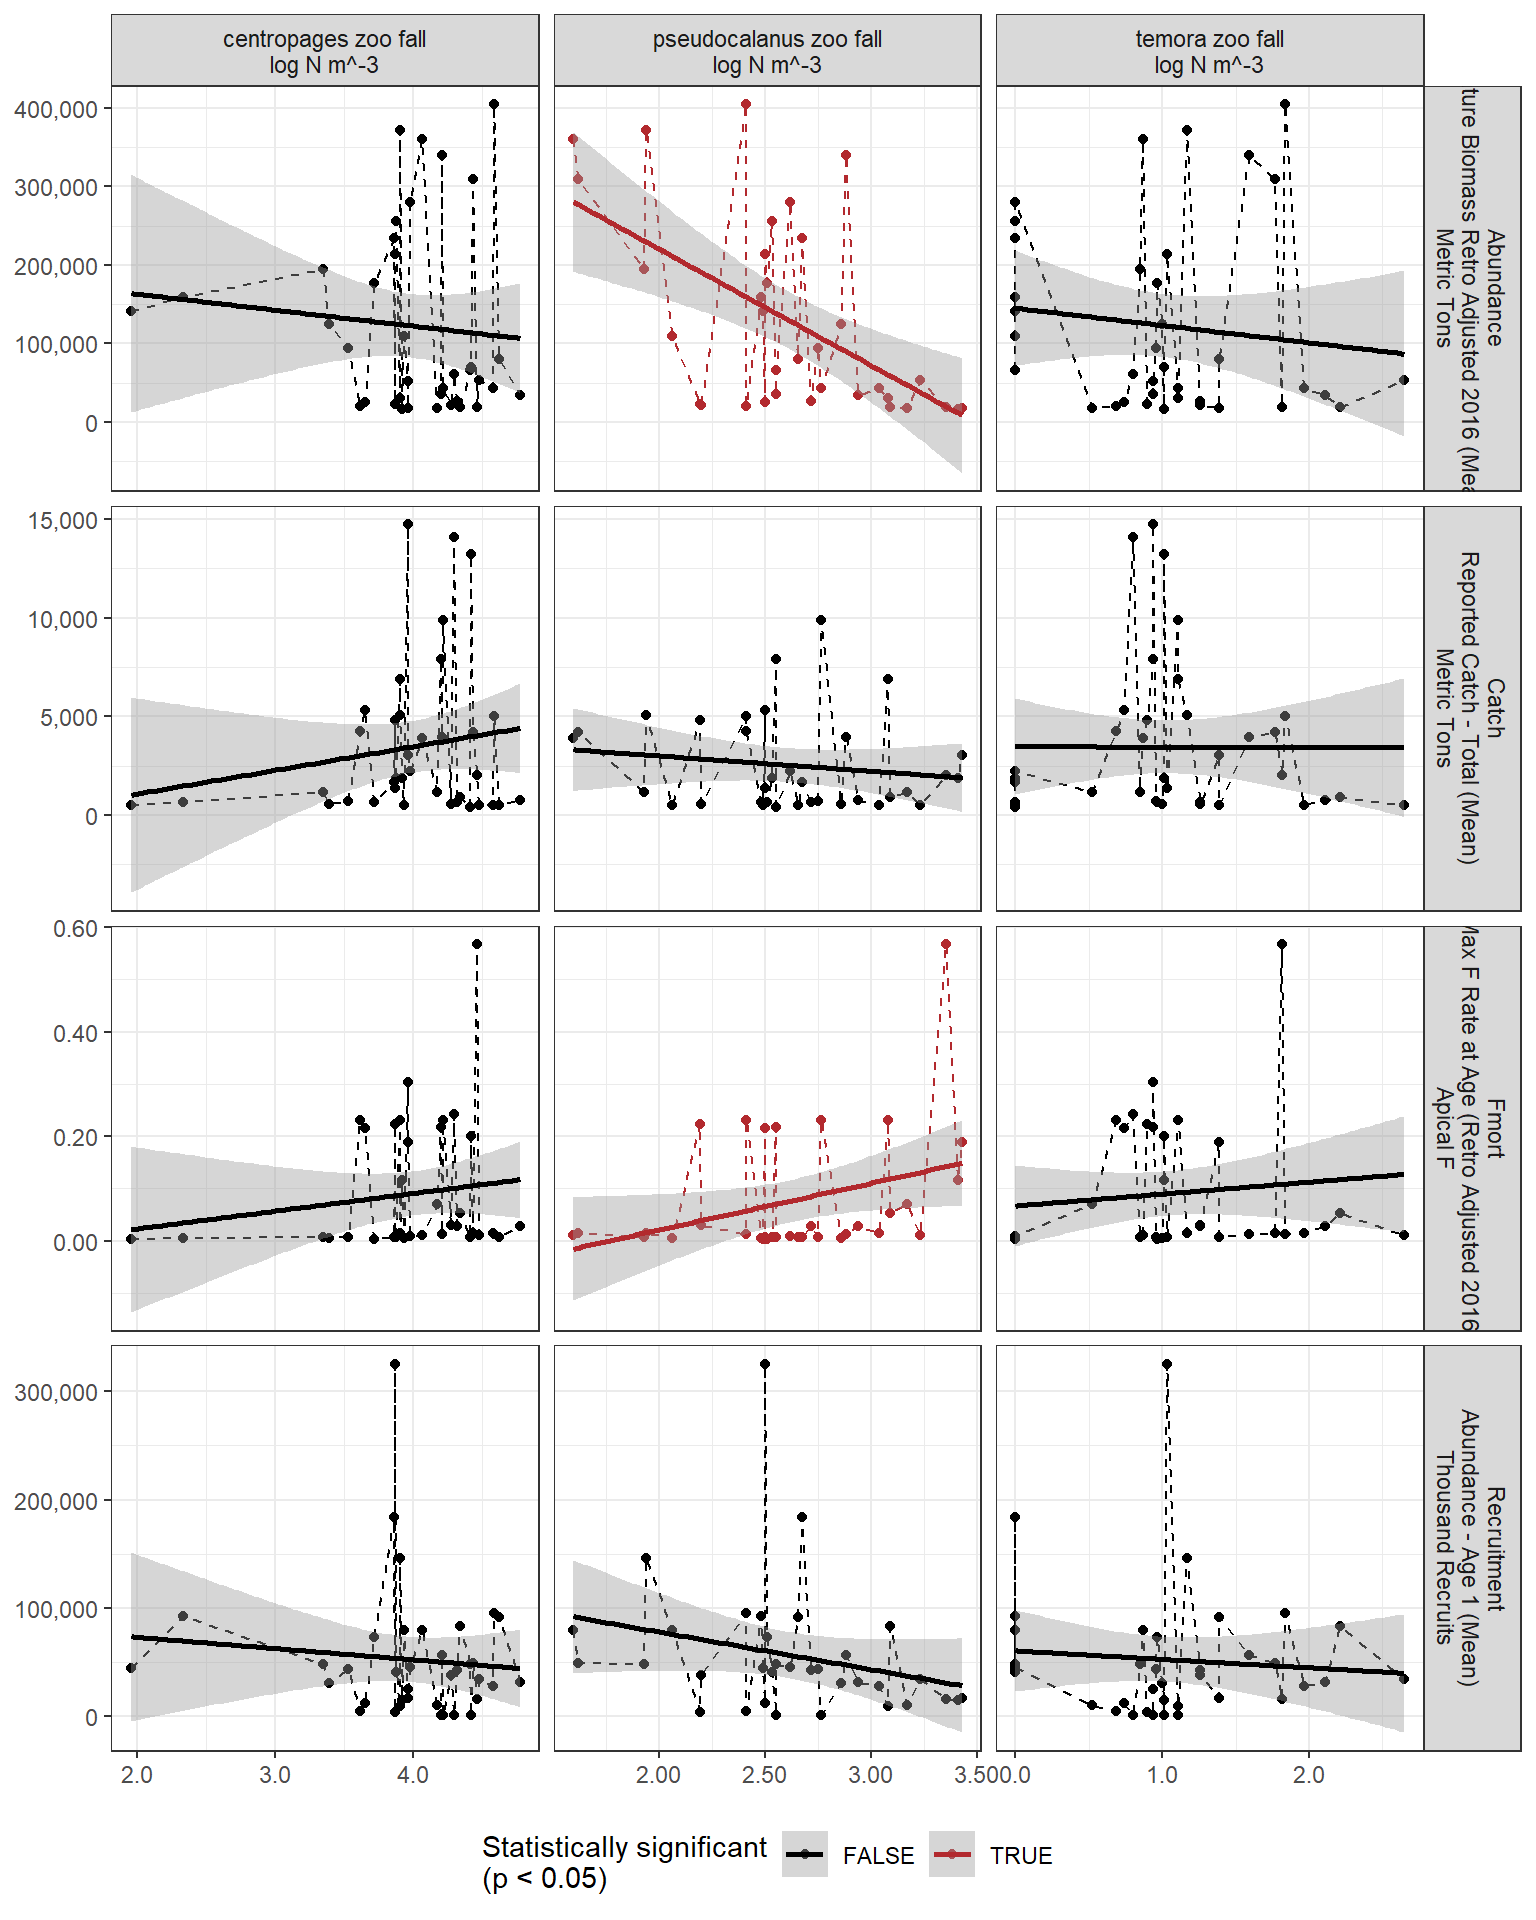 centropages zoo fall
log N m^-3
pseudocalanus zoo fall
log N m^-3
temora zoo fall
log N m^-3
400,000
300,000
200,000
100,000
0
Abundance
ture Biomass Retro Adjusted 2016 (Mea
Metric Tons
15,000
10,000
5,000
0
Catch
Reported Catch - Total (Mean)
Metric Tons
0.60
0.40
0.20
0.00
Fmort
Max F Rate at Age (Retro Adjusted 2016
Apical F
300,000
200,000
100,000
0
Recruitment
Abundance - Age 1 (Mean)
Thousand Recruits
2.0 3.0 4.0
2.00 2.50 3.00 3.50
0.0 1.0 2.0
Statistically significant
(p < 0.05)
FALSE
TRUE